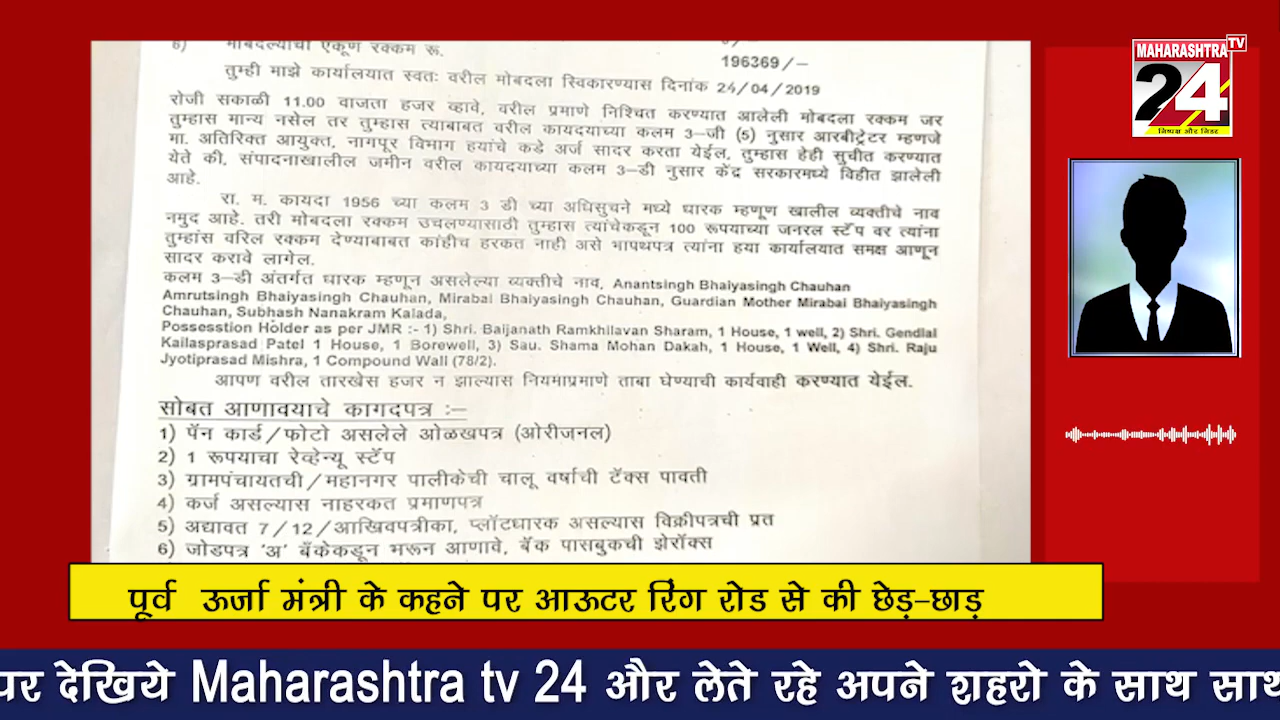 6) मोबदल्याची एकूण रक्कम रू.
196369/—
तुम्ही माझे कार्यालयात स्वतः वरील मोबदला स्विकारण्यास दिनांक 24/04/2019
रोजी सकाळी 11.00 वाजता हजर व्हावे, वरील प्रमाणे निश्चित करण्यात आलेली मोबदला रक्कम जर
तुम्हास मान्य नसेल तर तुम्हास त्याबाबत वरील कायदयाच्या कलम 3—जी (5) नुसार आरबीट्रेटर म्हणजे
मा. अतिरिक्त आयुक्त, नागपूर विभाग त्यांचे कडे अर्ज सादर करता येईल, तुम्हास हेही सुचीत करण्यात
येते की, संपादनाखालील जमीन वरील कायदयाच्या कलम 3—डी नुसार केंद्र सरकारमध्ये विहीत झालेली
आहे.
रा. म. कायदा 1956 च्या कलम 3 डी च्या अधिसुचने मध्ये धारक म्हणूण खालील व्यक्तीचे नाव
नमुद आहे. तरी मोबदला रक्कम उचलण्यासाठी तुम्हास त्यांचेकडून 100 रूपयाच्या जनरल स्टॅंप वर त्यांना
तुम्हांस वरिल रक्कम देण्याबाबत कांहीच हरकत नाही असे भापथपत्र त्यांना हया कार्यालयात समक्ष आणून
सादर करावे लागेल.
कलम 3—डी अंतर्गत धारक म्हणून असलेल्या व्यक्तीचे नाव, Anantsingh Bhaiyasingh Chauhan
Amrutsingh Bhaiyasingh Chauhan, Mirabai Bhaiyasingh Chauhan, Guardian Mother Mirabai Bhaiyasingh
Chauhan, Subhash Nanakram Kalada,
Possesstion Holder as per JMR :- 1) Shri. Baijanath Ramkhilavan Sharam, 1 House, 1 well, 2) Shri. Gendlal
Kailasprasad Patel 1 House, 1 Borewell, 3) Sau. Shama Mohan Dakah, 1 House, 1 Well, 4) Shri. Raju
Jyotiprasad Mishra, 1 Compound Wall (78/2).
आपण वरील तारखेस हजर न झाल्यास नियमाप्रमाणे ताबा घेण्याची कार्यवाही करण्यात येईल.
सोबत आणावयाचे कागदपत्र :—
1) पॅन कार्ड/फोटो असलेले ओळखपत्र (ओरीजनल)
2) 1 रूपयाचा रेव्हेन्यू स्टॅंप
3) ग्रामपंचायतची/महानगर पालीकेची चालू वर्षाची टॅक्स पावती
4) कर्ज असल्यास नाहरकत प्रमाणपत्र
5) अद्यावत 7/12/आखिवपत्रीका, प्लॉटधारक असल्यास विक्रीपत्रची प्रत
6) जोडपत्र 'अ' बँकेकडून भरून आणावे, बँक पासबुकची झेरॉक्स
MAHARASHTRA TV
24
निष्पक्ष और निडर
पूर्व ऊर्जा मंत्री के कहने पर आऊटर रिंग रोड से की छेड़-छाड़
पर देखिये Maharashtra tv 24 और लेते रहे अपने शहरो के साथ साथ